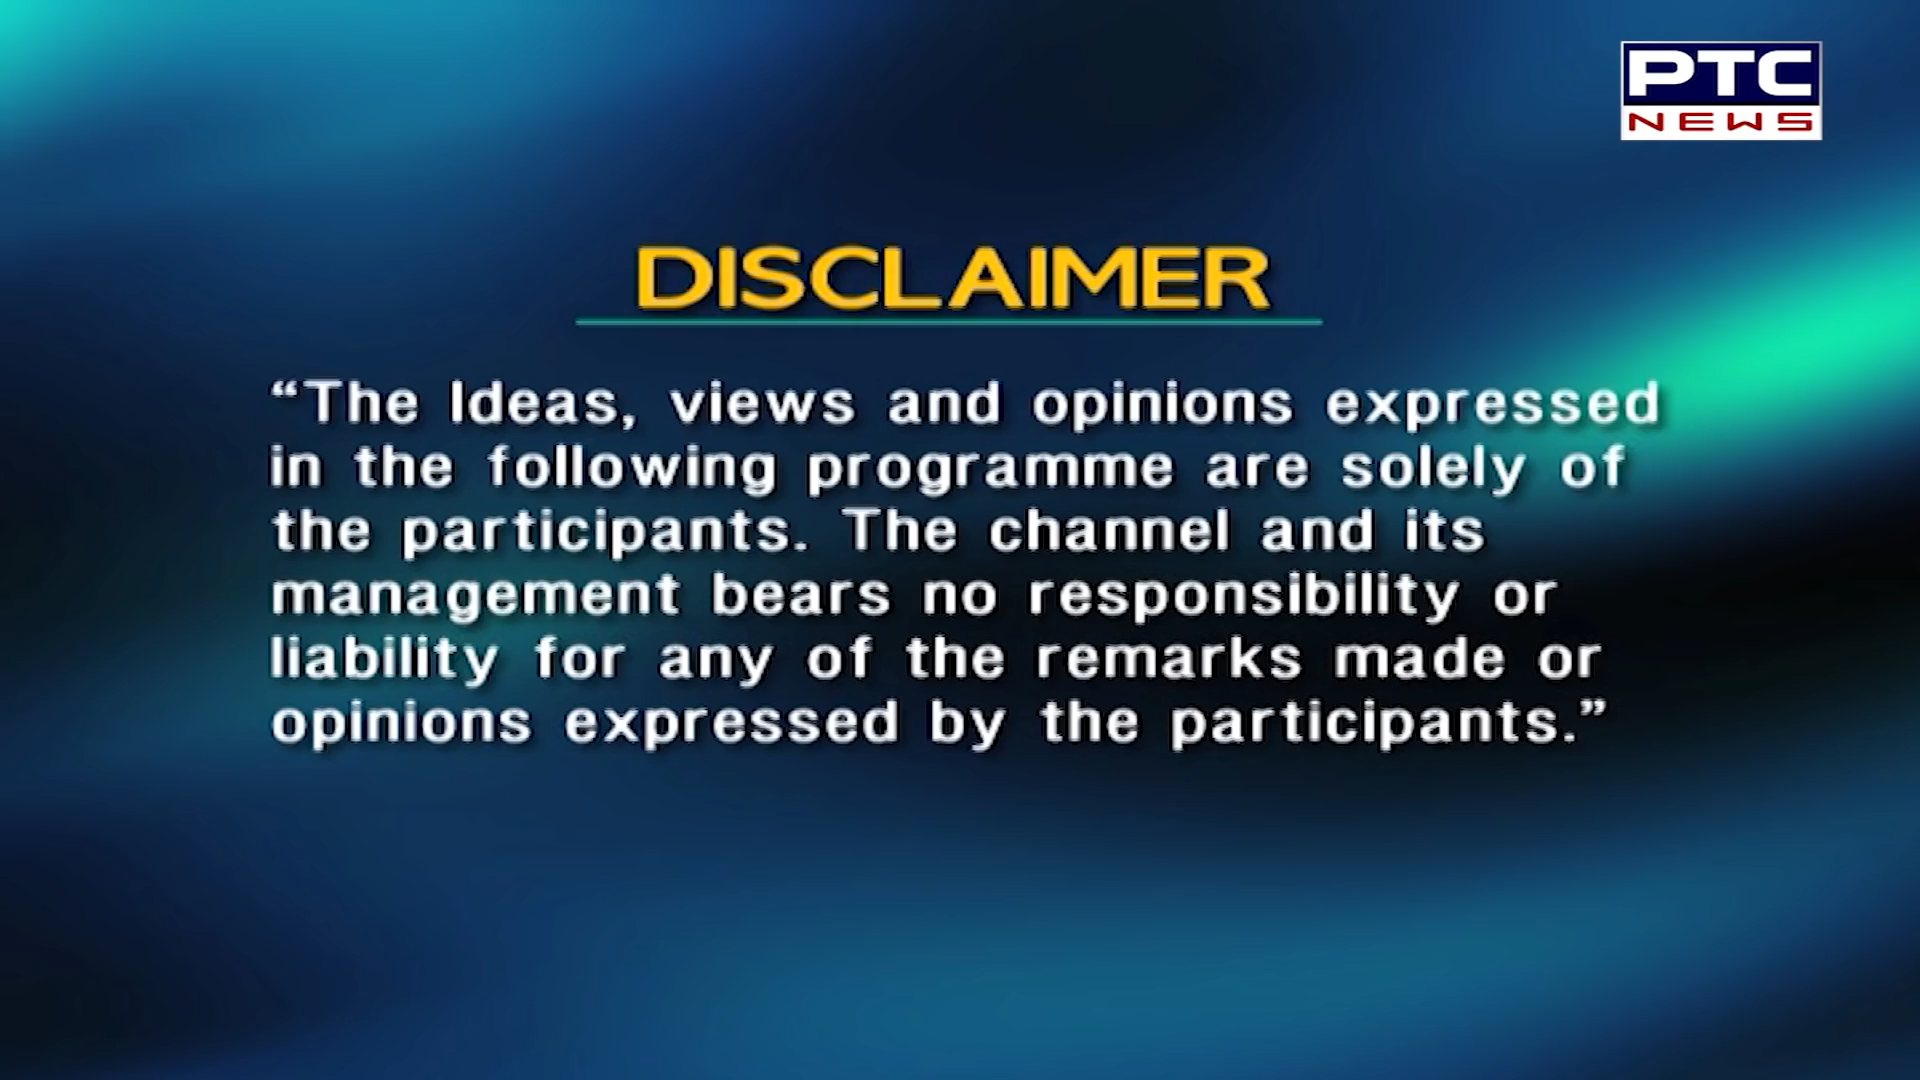 PTC
NEWS
DISCLAIMER
“The Ideas, views and opinions expressed
in the following programme are solely of
the participants. The channel and its
management bears no responsibility or
liability for any of the remarks made or
opinions expressed by the participants.”